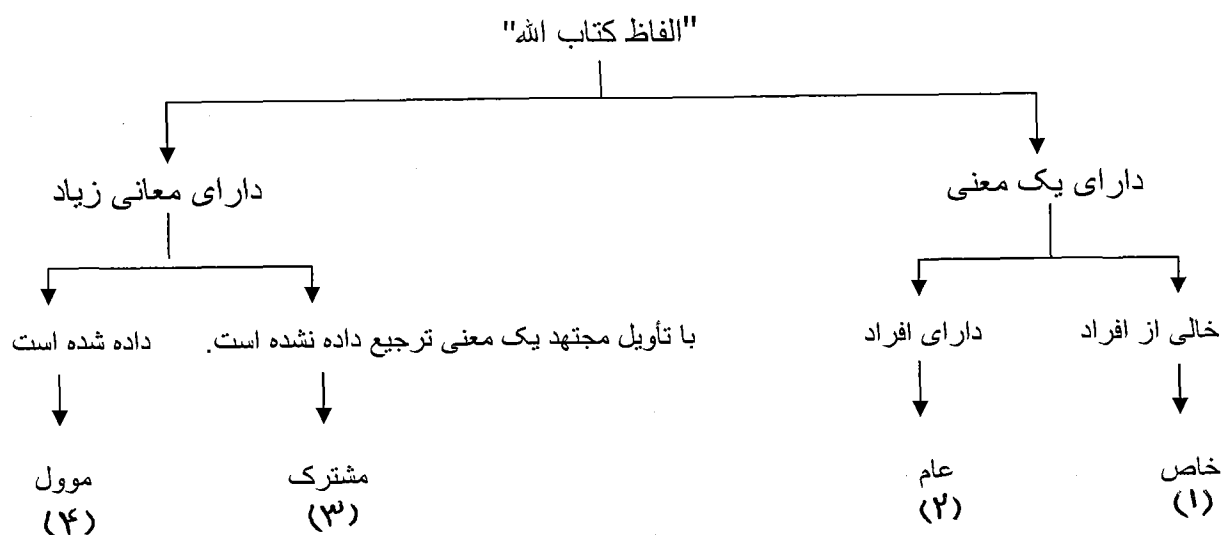 "الفاظ کتاب الله"
دارای یک معنی دارای معانی زیاد
خالی از افراد دارای افراد با تأویل مجتهد یک معنی ترجیع داده نشده است. داده شده است
خاص عام مشترک موول
(۱) (۲) (۳) (۴)